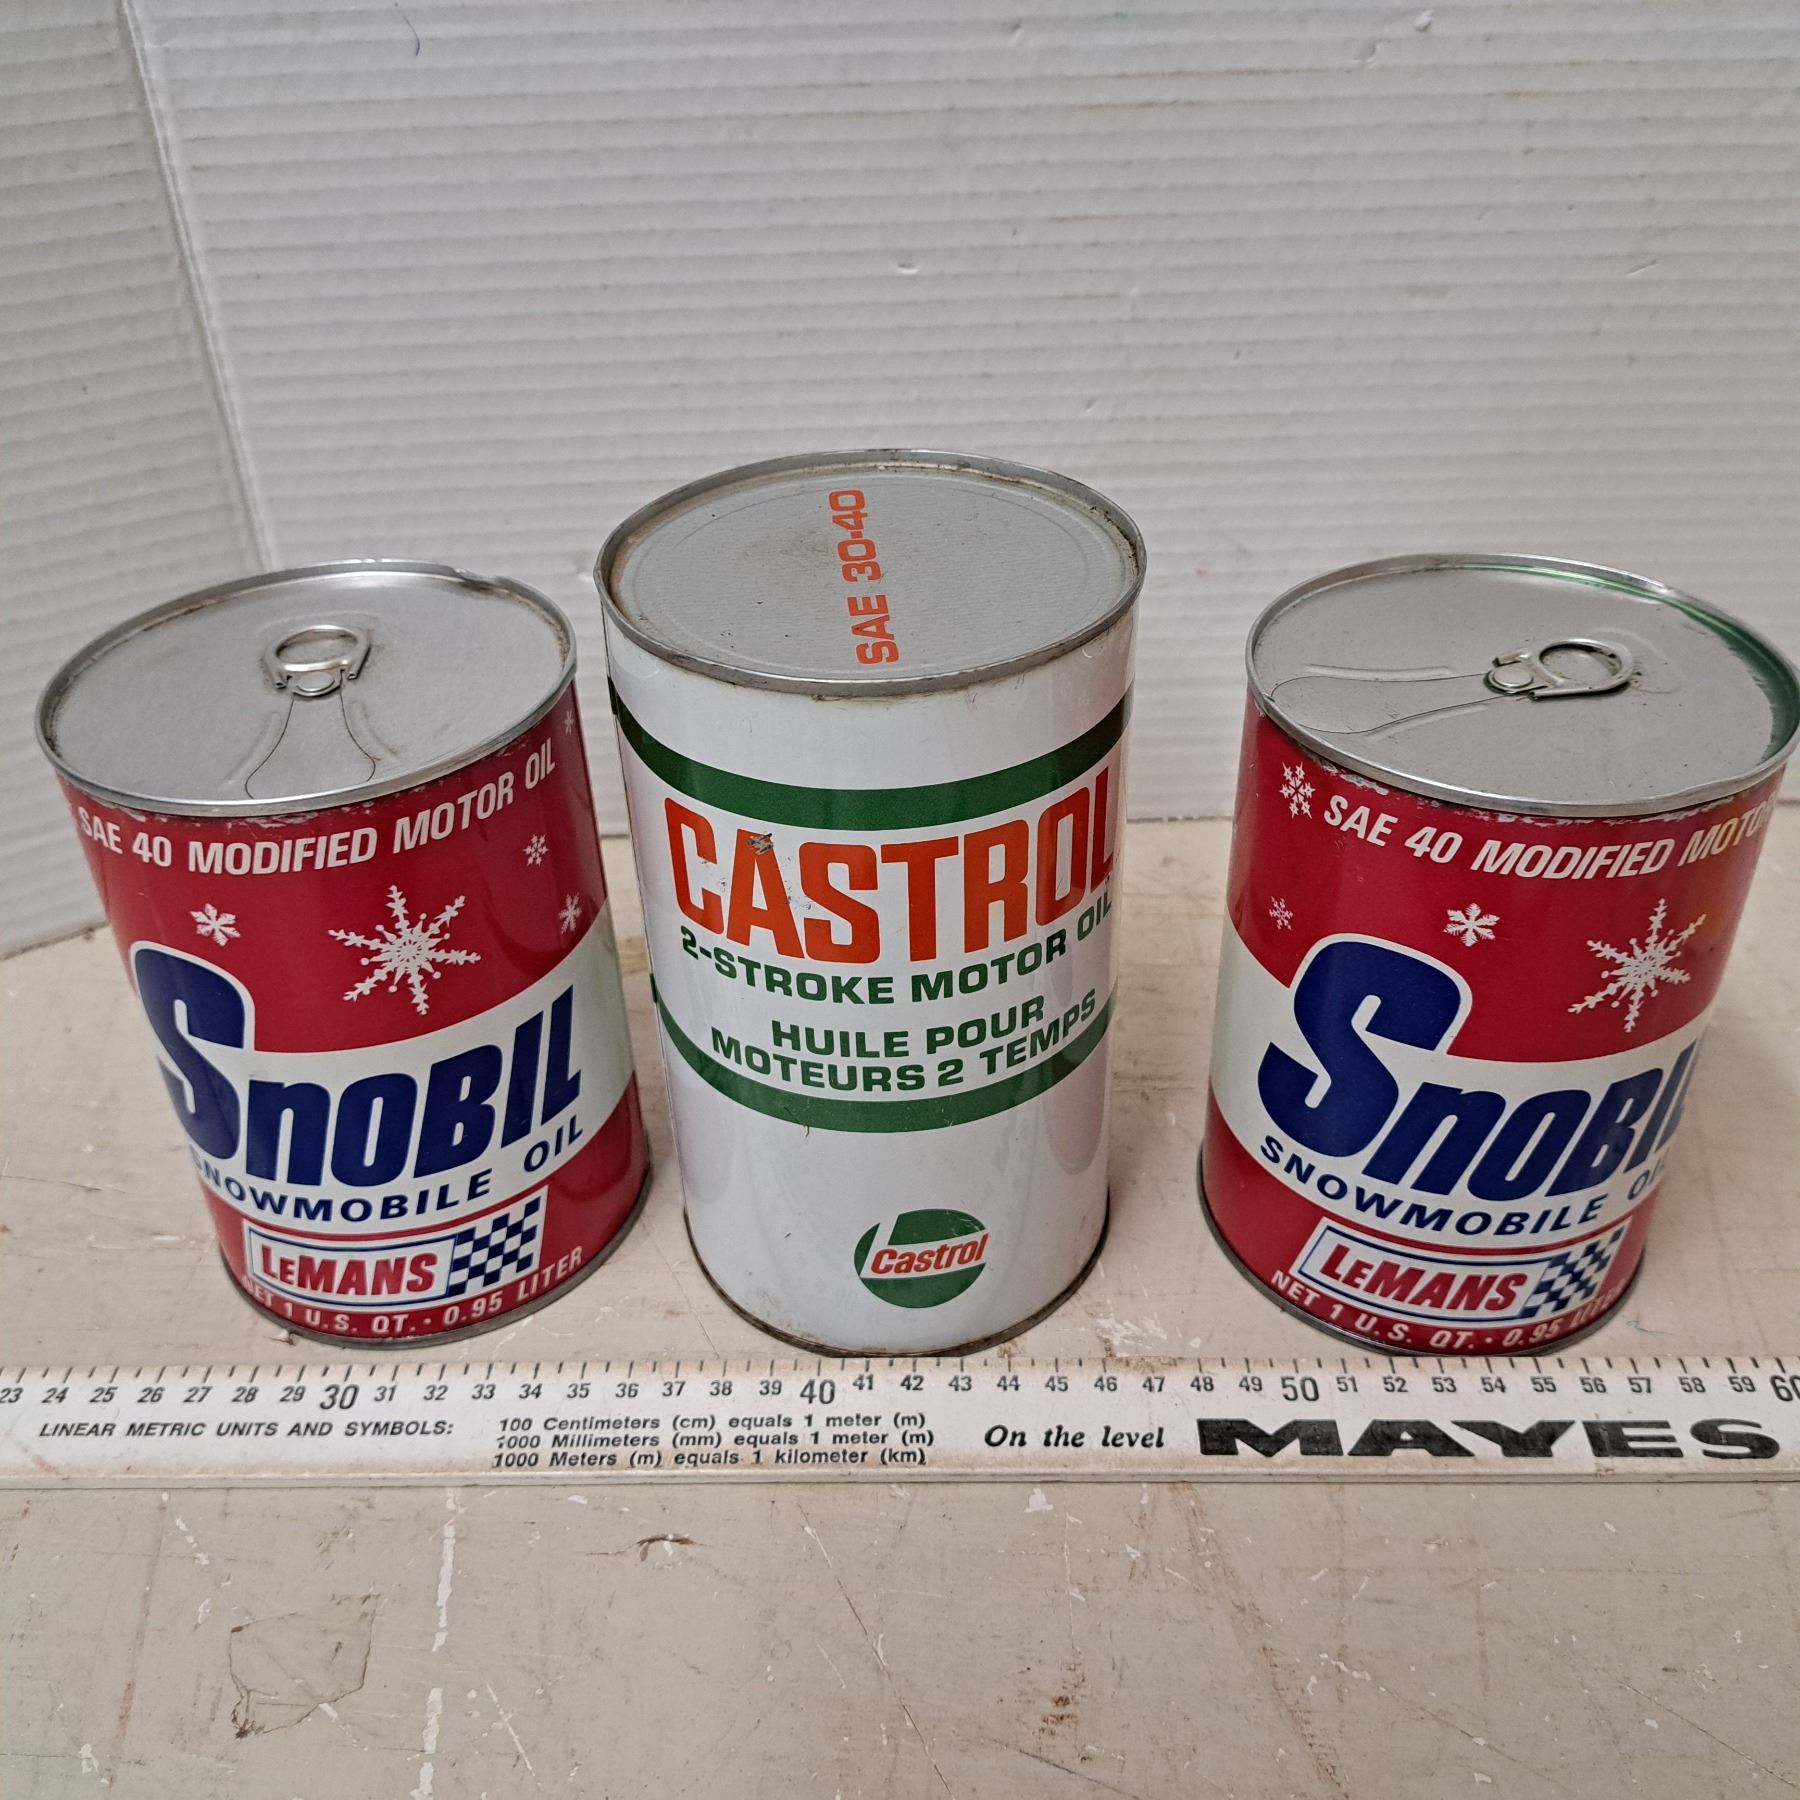 SAE 40 MODIFIED MOTOR OIL
SNOBIL
SNOWMOBILE OIL
LEMANS
NET 1 U.S. QT. · 0.95 LITER
SAE 30-40
CASTROL
2-STROKE MOTOR OIL
HUILE POUR
MOTEURS 2 TEMPS
Castrol
SAE 40 MODIFIED MOTO
SNOBIL
SNOWMOBILE OIL
LEMANS
NET 1 U.S. QT. · 0.95 LITER
23 24 25 26 27 28 29 30 31 32 33 34 35 36 37 38 39 40 41 42 43 44 45 46 47 48 49 50 51 52 53 54 55 56 57 58 59 60
LINEAR METRIC UNITS AND SYMBOLS:
100 Centimeters (cm) equals 1 meter (m)
1000 Millimeters (mm) equals 1 meter (m)
1000 Meters (m) equals 1 kilometer (km)
On the level
MAYES